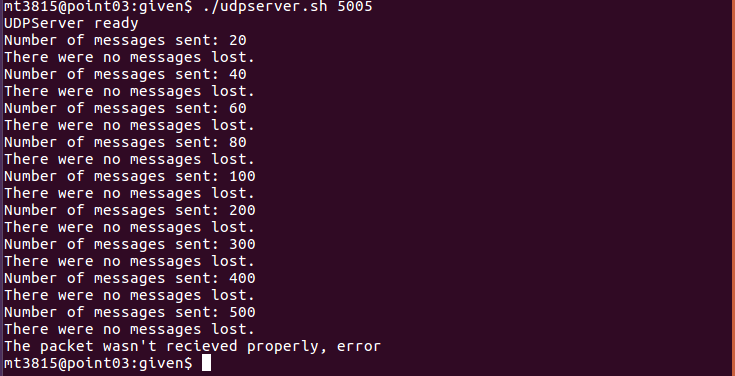 mt3815@point03:given$ ./udpserver.sh 5005
UDPServer ready
Number of messages sent: 20
There were no messages lost.
Number of messages sent: 40
There were no messages lost.
Number of messages sent: 60
There were no messages lost.
Number of messages sent: 80
There were no messages lost.
Number of messages sent: 100
There were no messages lost.
Number of messages sent: 200
There were no messages lost.
Number of messages sent: 300
There were no messages lost.
Number of messages sent: 400
There were no messages lost.
Number of messages sent: 500
There were no messages lost.
The packet wasn't recieved properly, error
mt3815@point03:given$